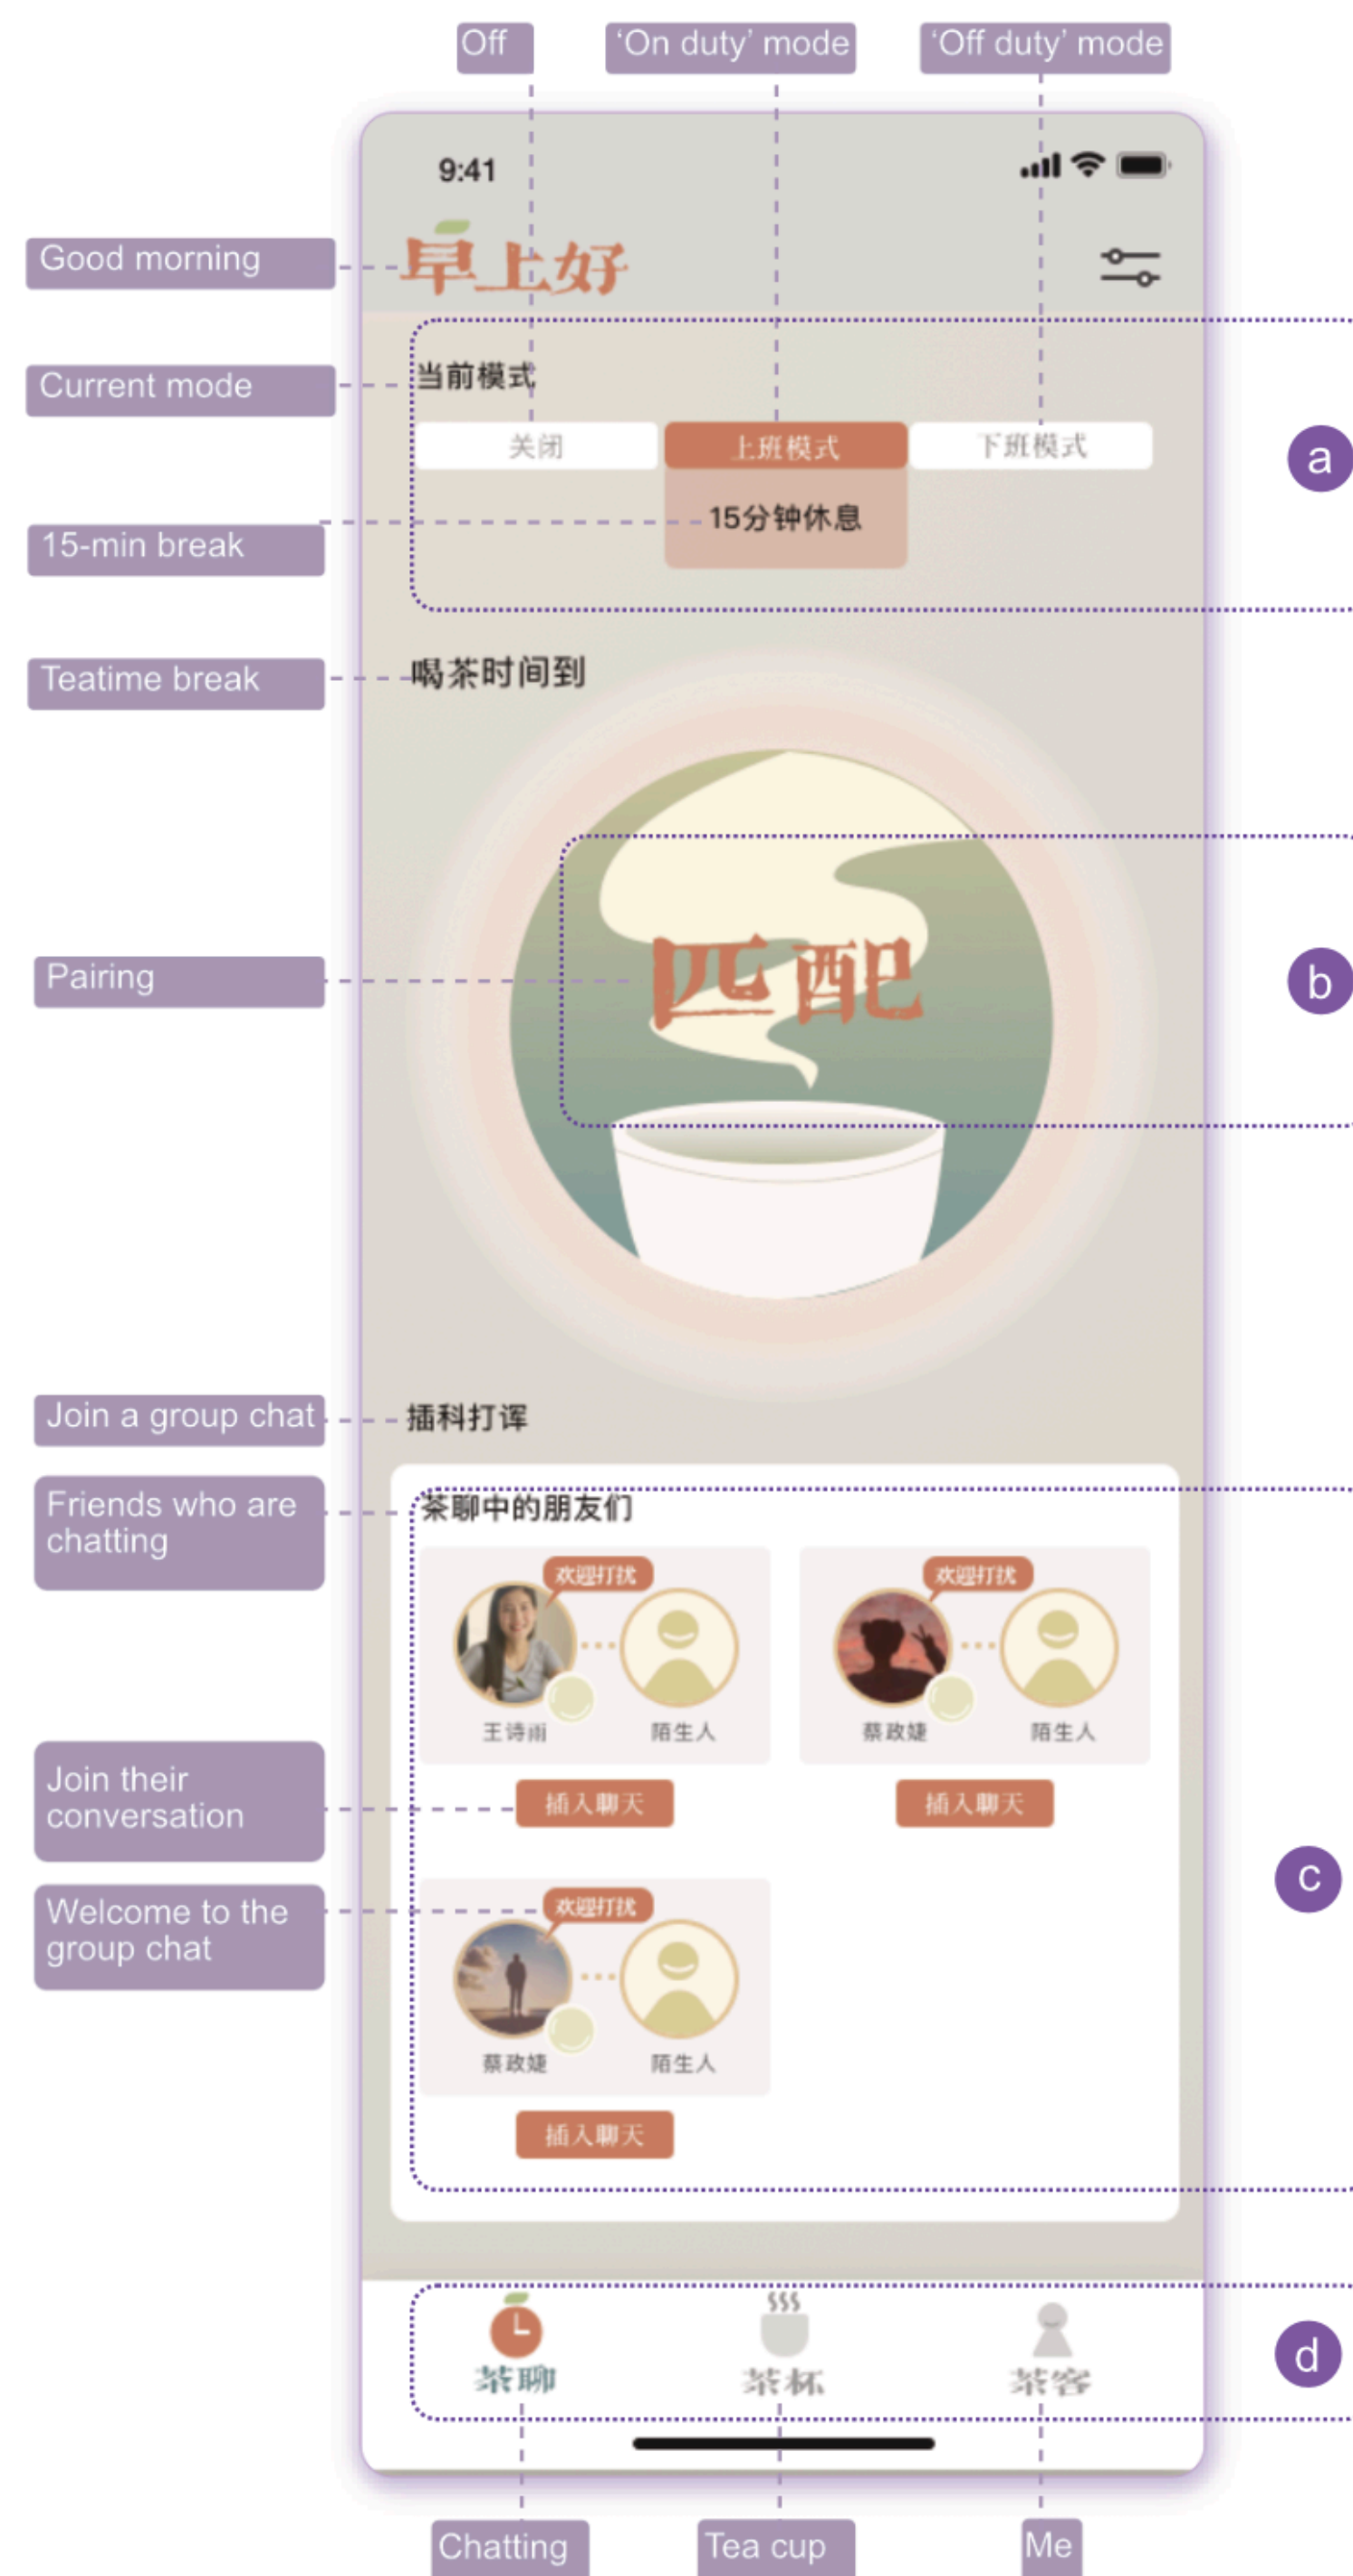 Off
‘On duty’ mode
‘Off duty’ mode
9:41
Good morning
早上好
Current mode
当前模式
关闭
上班模式
下班模式
a
15-min break
15分钟休息
Teatime break
喝茶时间到
Pairing
匹配
b
Join a group chat
插科打诨
Friends who are
chatting
茶聊中的朋友们
欢迎打扰
欢迎打扰
王诗雨
陌生人
蔡政婕
陌生人
Join their
conversation
插入聊天
插入聊天
c
Welcome to the
group chat
欢迎打扰
蔡政婕
陌生人
插入聊天
茶聊
茶杯
茶客
d
Chatting
Tea cup
Me